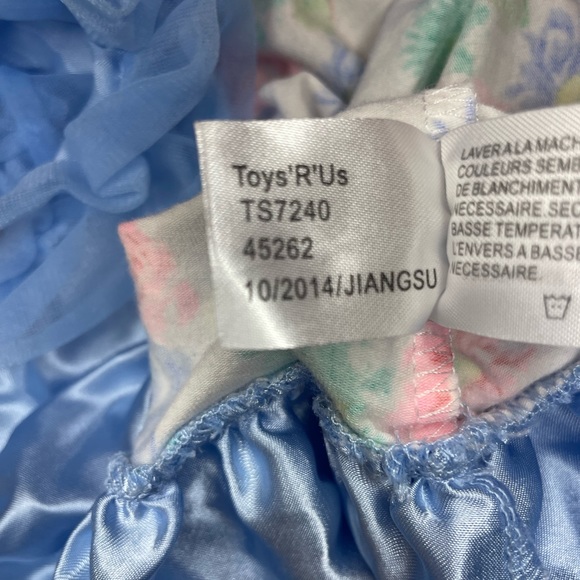 Toys'R'Us
TS7240
45262
10/2014/JIANGSU
LAVER A LA MACH
COULEURS SEMB
DE BLANCHIMENT
NECESSAIRE. SEC
BASSE TEMPERAT
L'ENVERS A BASSE
NECESSAIRE.